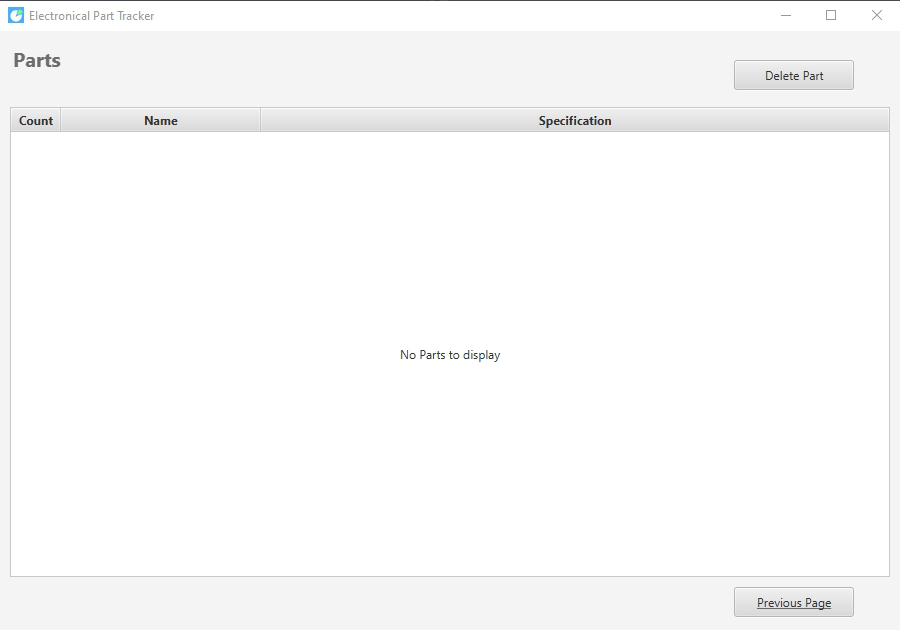 Electronical Part Tracker
Parts
Delete Part
Count Name Specification
No Parts to display
Previous Page